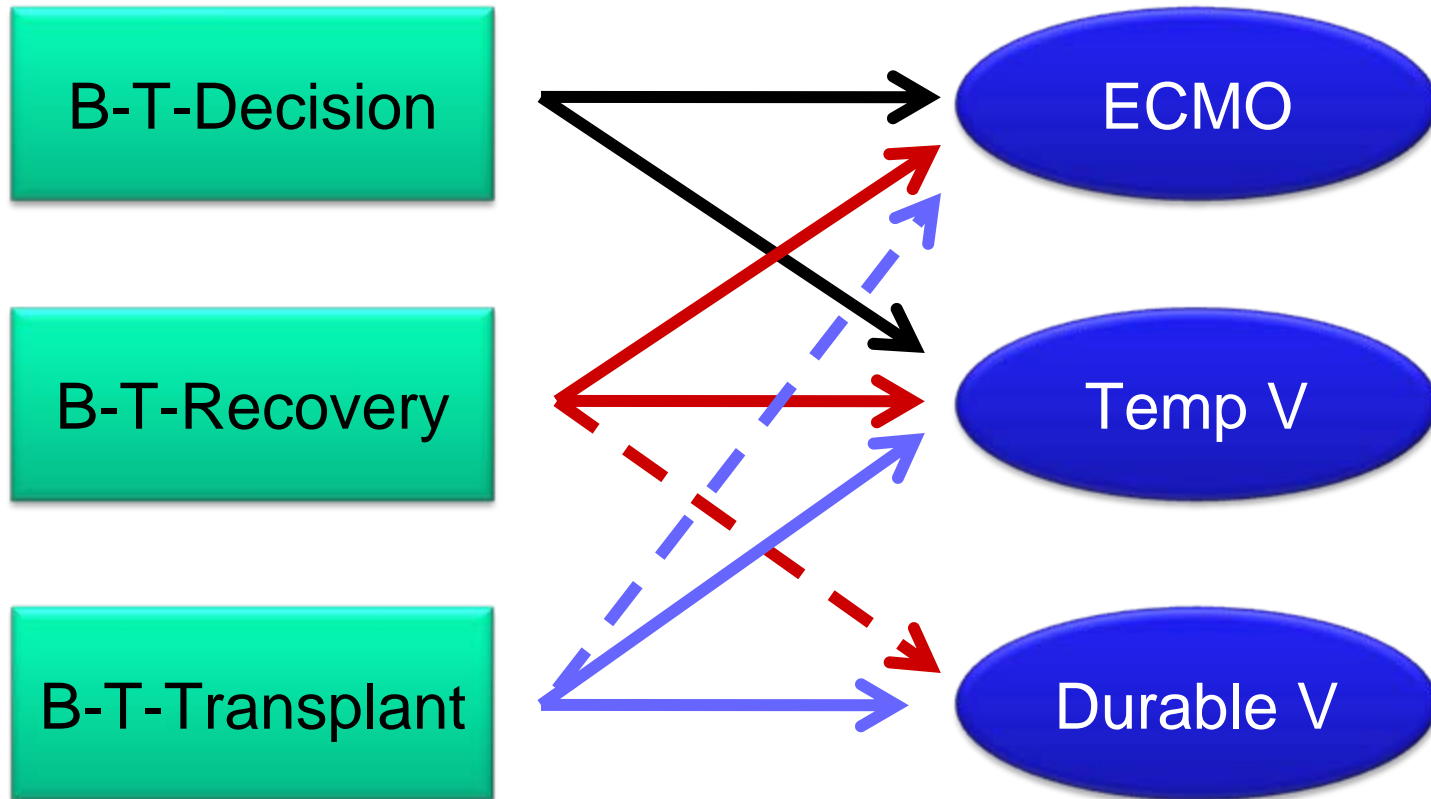 B-T-Decision
ECMO
B-T-Recovery
Temp V
B-T-Transplant
Durable V